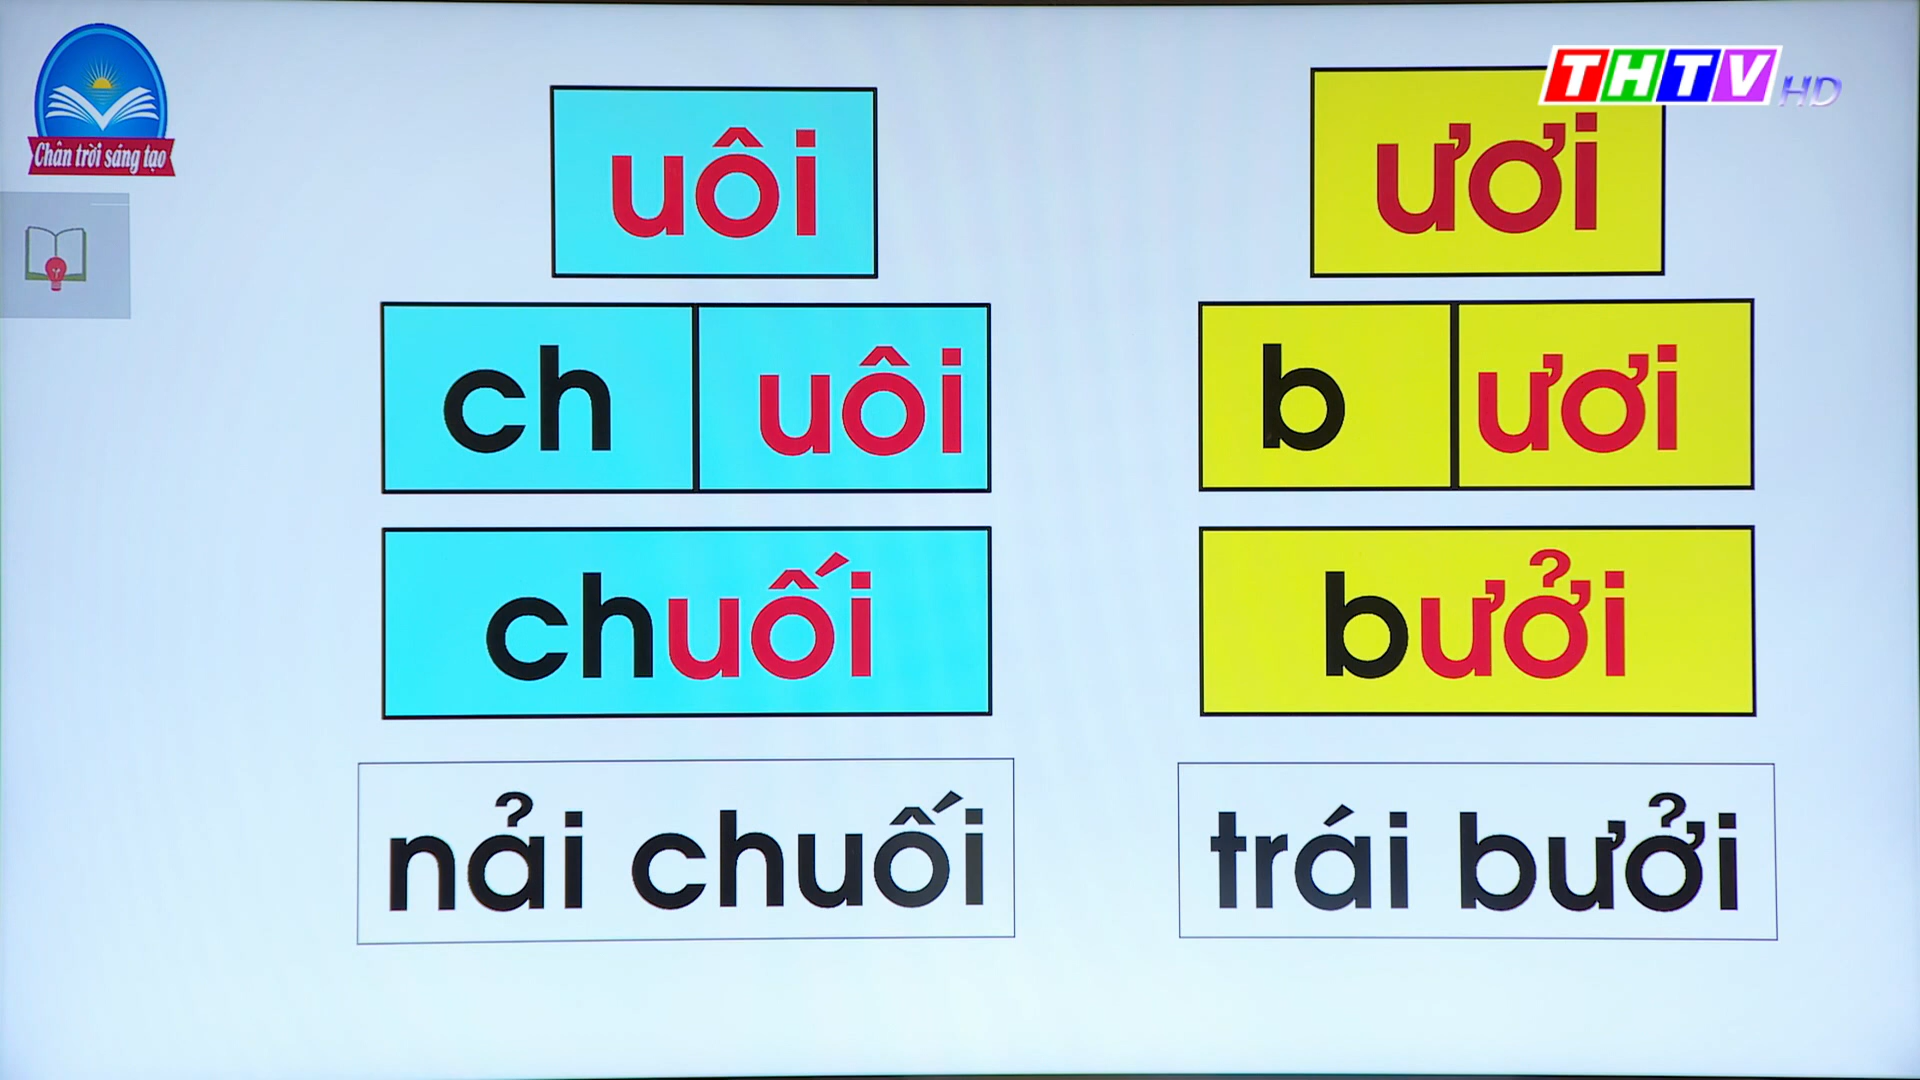 Chân trời sáng tạo
THTV HD
uôi
ươi
ch uôi
b ươi
chuối
bưởi
nải chuối
trái bưởi